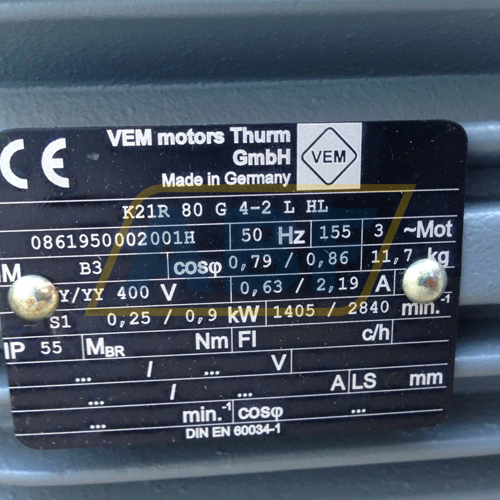 CE
VEM motors Thurm
GmbH
VEM
Made in Germany
K21R 80 G 4-2 L HL
0861950002001H 50 Hz 155 3 ~Mot
IM B3 cosφ 0,79 / 0,86 11,7 kg
Y/YY 400 V 0,63 / 2,19 A
S1 0,25 / 0,9 kW 1405 / 2840 min.⁻¹
IP 55 MBR Nm Fl c/h
... / ... V
... / ... A LS mm
... min.⁻¹ cosφ ...
DIN EN 60034-1